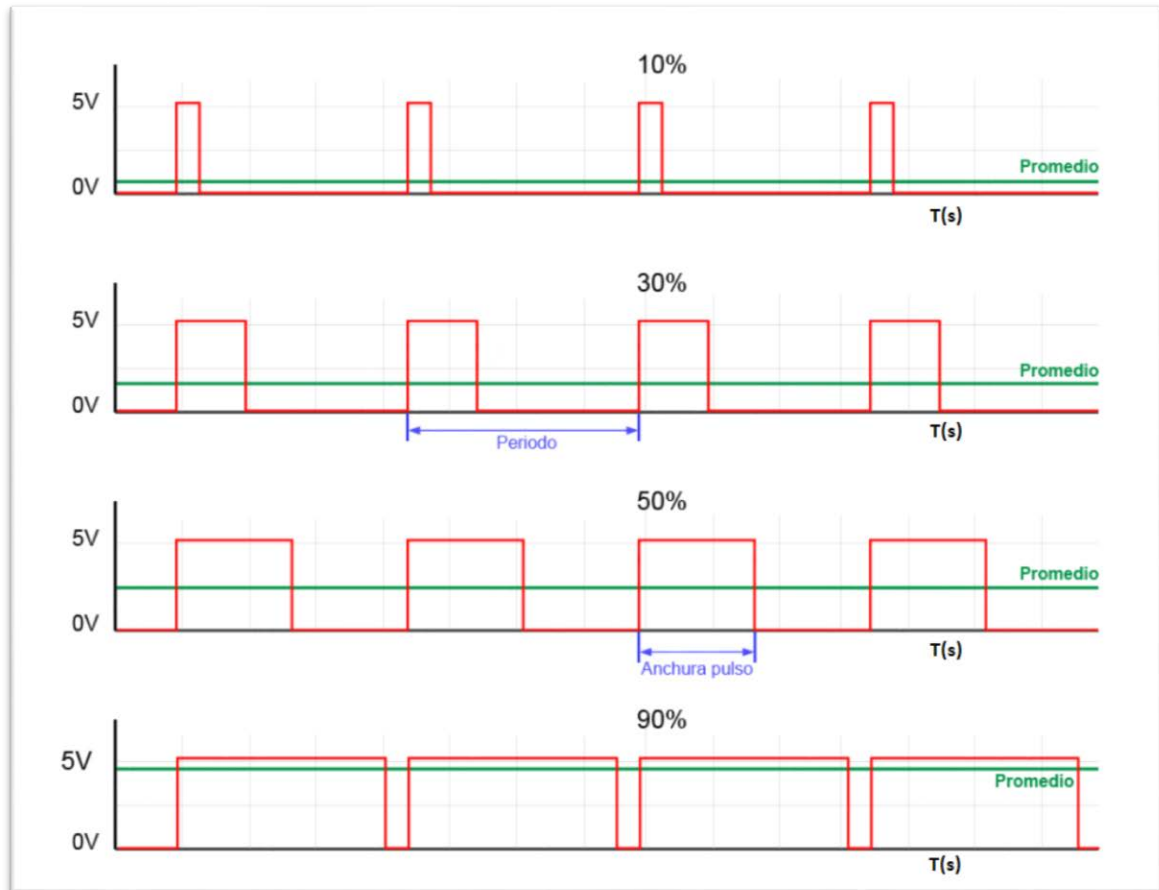 10%
5V
Promedio
0V
T(s)
30%
5V
Promedio
0V
T(s)
Periodo
50%
5V
Promedio
0V
T(s)
Anchura pulso
90%
5V
Promedio
0V
T(s)